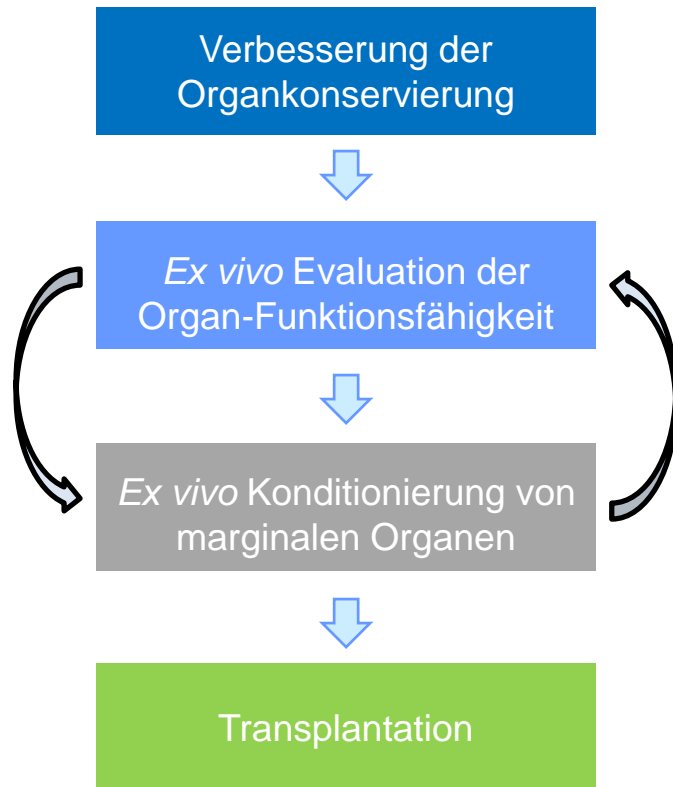 Verbesserung der
Organkonservierung
Ex vivo Evaluation der
Organ-Funktionsfähigkeit
Ex vivo Konditionierung von
marginalen Organen
Transplantation